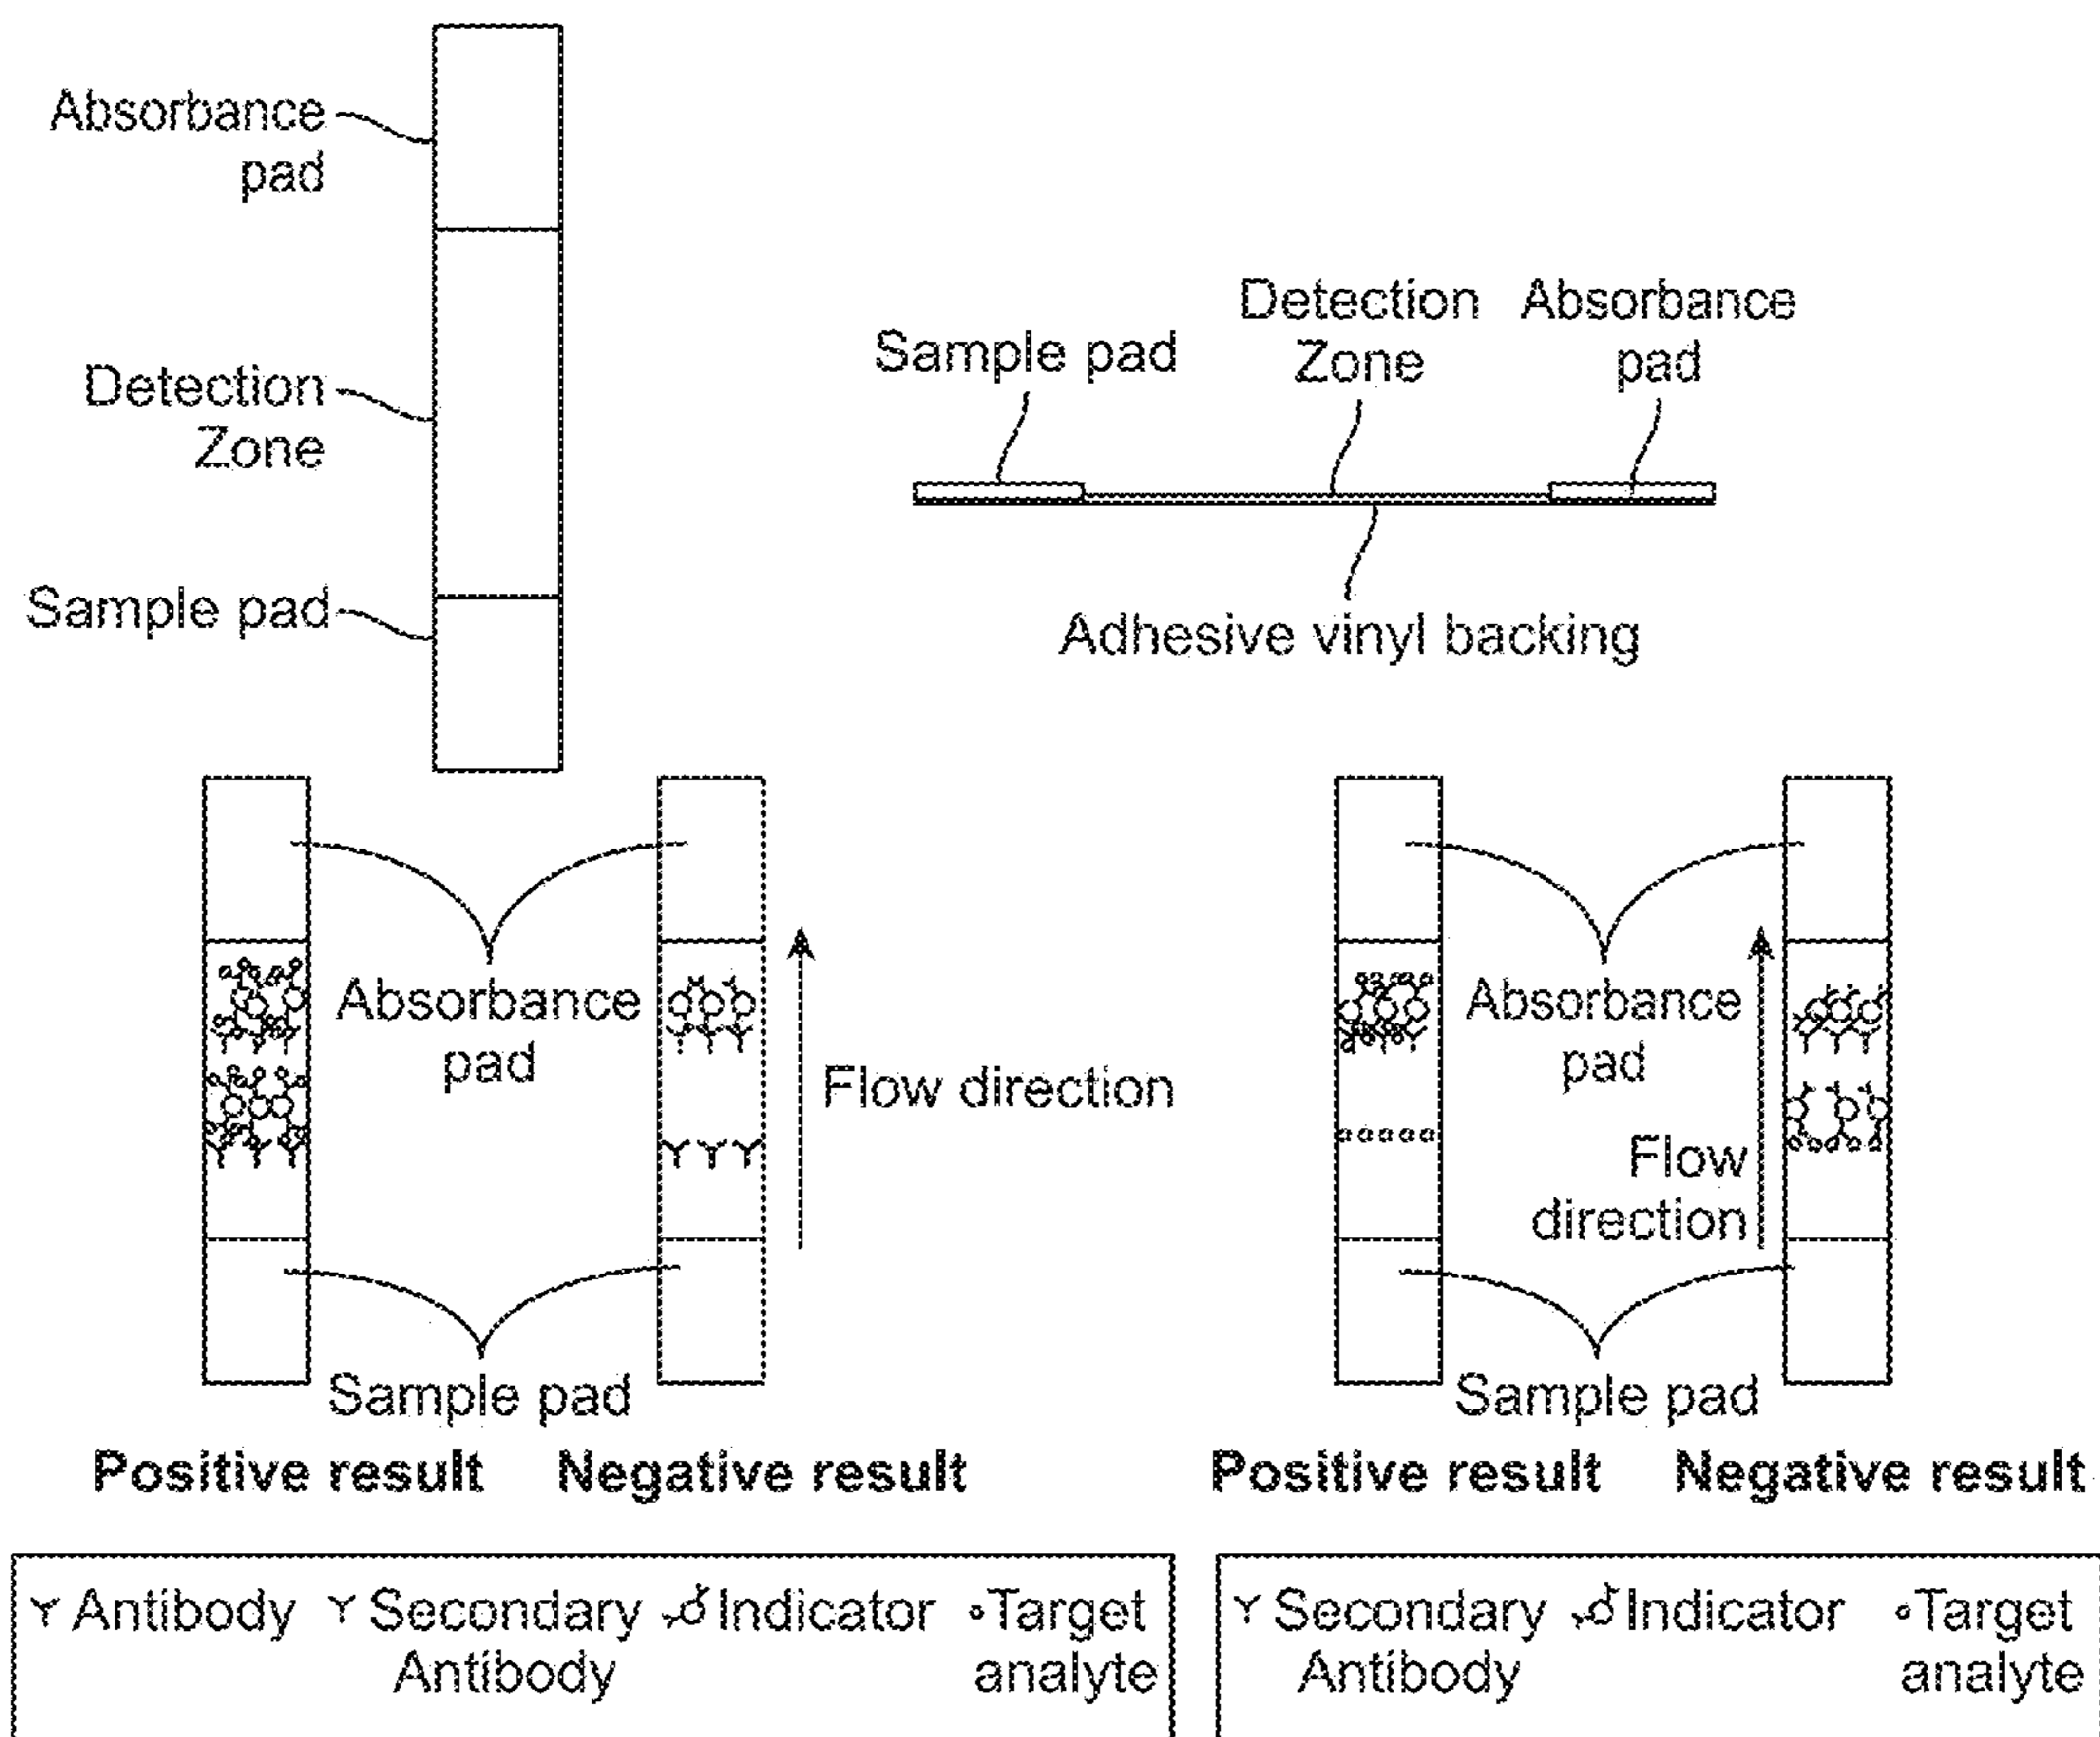 Absorbance
pad
Detection
Zone
Sample pad
Sample pad
Detection
Zone
Absorbance
pad
Adhesive vinyl backing
Absorbance
pad
Flow direction
Sample pad
Positive result
Negative result
Absorbance
pad
Flow
direction
Sample pad
Positive result
Negative result
Antibody
Secondary
Antibody
Indicator
Target
analyte
Secondary
Antibody
Indicator
Target
analyte